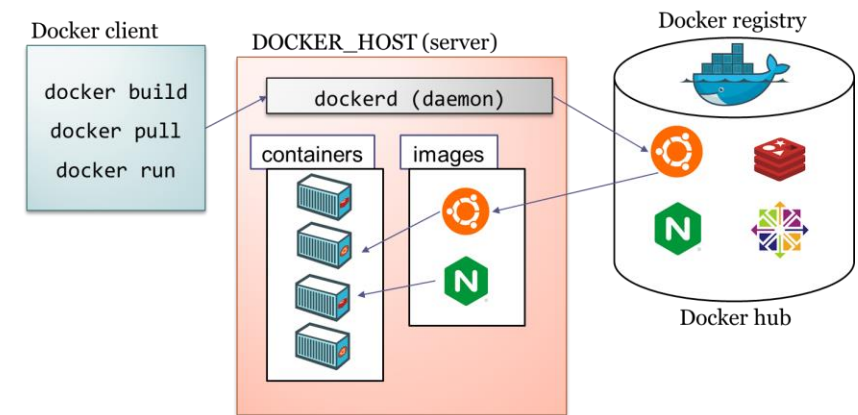 Docker client
docker build
docker pull
docker run
DOCKER_HOST (server)
dockerd (daemon)
containers
images
N
Docker registry
N
Docker hub